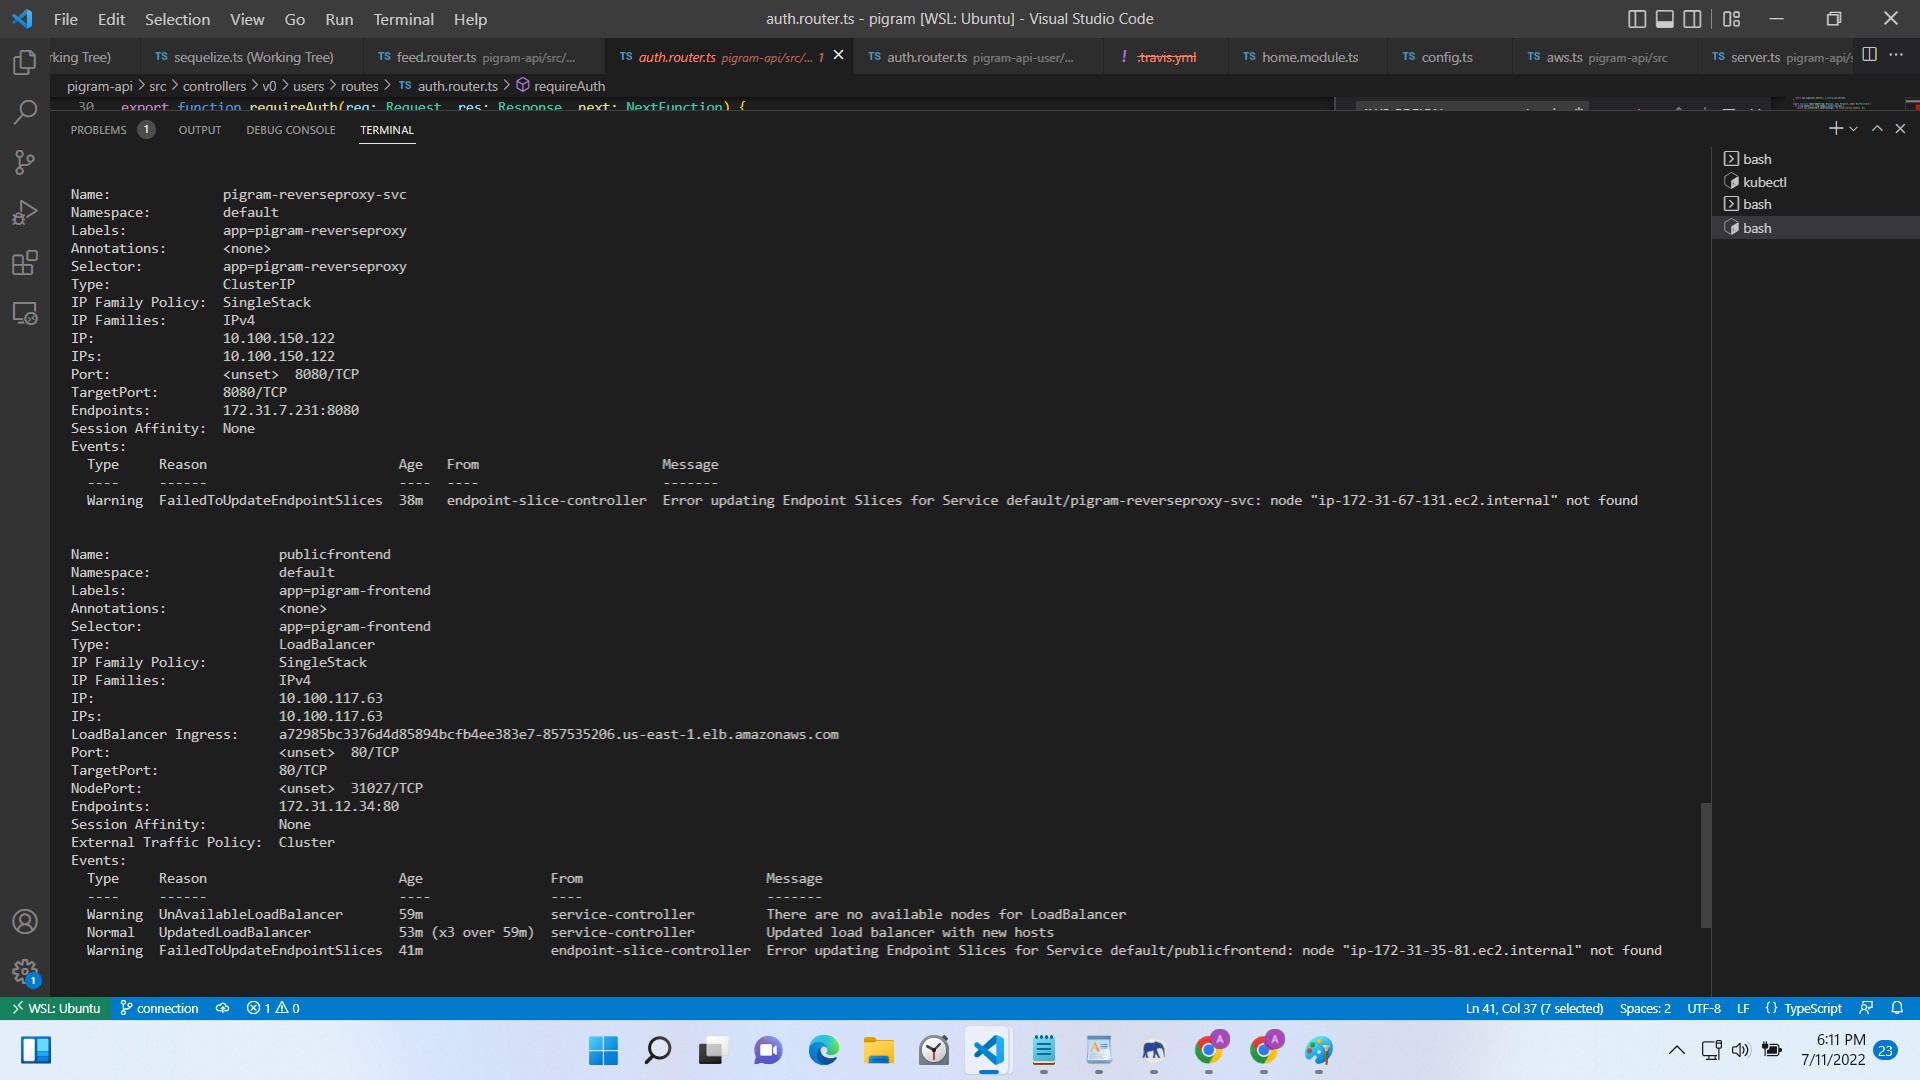 File Edit Selection View Go Run Terminal Help
auth.router.ts - pigram [WSL: Ubuntu] - Visual Studio Code
rking Tree) TS sequelize.ts (Working Tree) TS feed.router.ts pigram-api/src/... TS auth.router.ts pigram-api/src/... 1 TS auth.router.ts pigram-api-user/... ! .travis.yml TS home.module.ts TS config.ts TS aws.ts pigram-api/src TS server.ts pigram-api/s
pigram-api > src > controllers > v0 > users > routes > TS auth.router.ts > requireAuth
30 export function requireAuth(req: Request, res: Response, next: NextFunction) {
PROBLEMS 1 OUTPUT DEBUG CONSOLE TERMINAL
bash
kubectl
bash
bash
Name: pigram-reverseproxy-svc
Namespace: default
Labels: app=pigram-reverseproxy
Annotations: <none>
Selector: app=pigram-reverseproxy
Type: ClusterIP
IP Family Policy: SingleStack
IP Families: IPv4
IP: 10.100.150.122
IPs: 10.100.150.122
Port: <unset> 8080/TCP
TargetPort: 8080/TCP
Endpoints: 172.31.7.231:8080
Session Affinity: None
Events:
Type Reason Age From Message
---- ------ ---- ---- -------
Warning FailedToUpdateEndpointSlices 38m endpoint-slice-controller Error updating Endpoint Slices for Service default/pigram-reverseproxy-svc: node "ip-172-31-67-131.ec2.internal" not found
Name: publicfrontend
Namespace: default
Labels: app=pigram-frontend
Annotations: <none>
Selector: app=pigram-frontend
Type: LoadBalancer
IP Family Policy: SingleStack
IP Families: IPv4
IP: 10.100.117.63
IPs: 10.100.117.63
LoadBalancer Ingress: a72985bc3376d4d85894bcfb4ee383e7-857535206.us-east-1.elb.amazonaws.com
Port: <unset> 80/TCP
TargetPort: 80/TCP
NodePort: <unset> 31027/TCP
Endpoints: 172.31.12.34:80
Session Affinity: None
External Traffic Policy: Cluster
Events:
Type Reason Age From Message
---- ------ ---- ---- -------
Warning UnAvailableLoadBalancer 59m service-controller There are no available nodes for LoadBalancer
Normal UpdatedLoadBalancer 53m (x3 over 59m) service-controller Updated load balancer with new hosts
Warning FailedToUpdateEndpointSlices 41m endpoint-slice-controller Error updating Endpoint Slices for Service default/publicfrontend: node "ip-172-31-35-81.ec2.internal" not found
1
WSL: Ubuntu connection 1 0 Ln 41, Col 37 (7 selected) Spaces: 2 UTF-8 LF {} TypeScript
A A
6:11 PM
7/11/2022 23